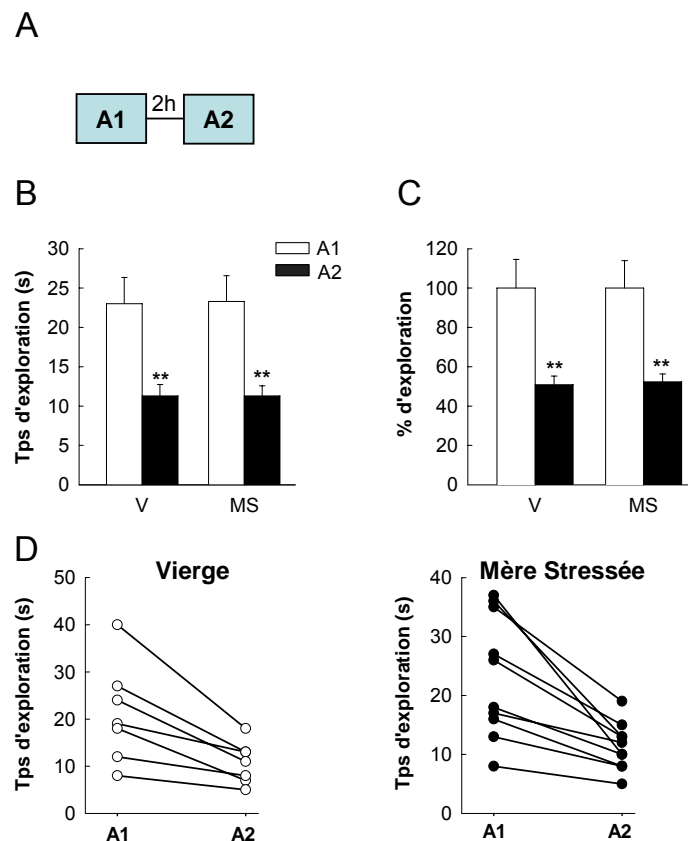 A
A1
2h
A2
B
Tps d'exploration (s)
30
25
20
15
10
5
0
**
**
V
MS
A1
A2
C
% d'exploration
120
100
80
60
40
20
0
**
**
V
MS
D
Vierge
Tps d'exploration (s)
50
40
30
20
10
0
A1
A2
Mère Stressée
Tps d'exploration (s)
40
30
20
10
0
A1
A2